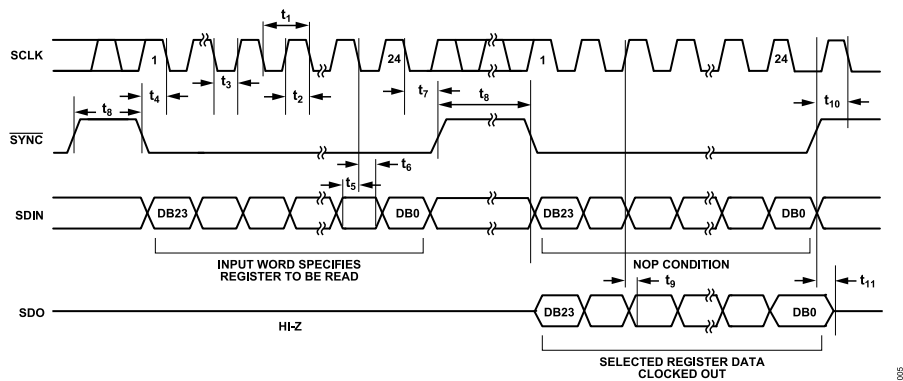 t1
SCLK
1
24
1
24
t4
t3
t2
t7
t8
t10
t8
SYNC
t6
t5
SDIN
DB23
DB0
DB23
DB0
INPUT WORD SPECIFIES
REGISTER TO BE READ
NOP CONDITION
t9
t11
SDO
HI-Z
DB23
DB0
SELECTED REGISTER DATA
CLOCKED OUT
005